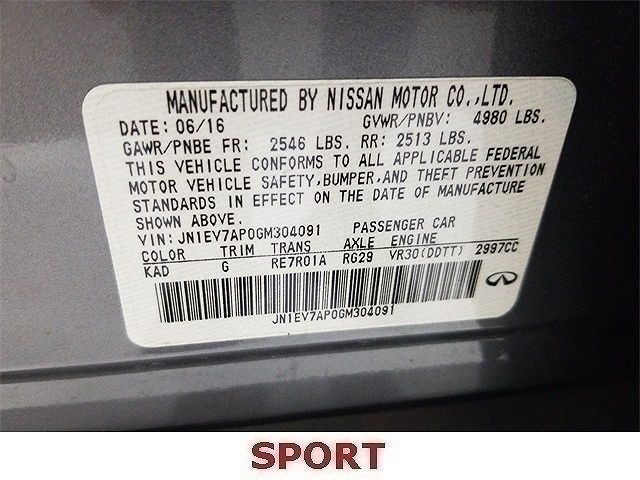 MANUFACTURED BY NISSAN MOTOR CO.,LTD.
DATE: 06/16 GVWR/PNBV: 4980 LBS.
GAWR/PNBE FR: 2546 LBS. RR: 2513 LBS.
THIS VEHICLE CONFORMS TO ALL APPLICABLE FEDERAL
MOTOR VEHICLE SAFETY,BUMPER,AND THEFT PREVENTION
STANDARDS IN EFFECT ON THE DATE OF MANUFACTURE
SHOWN ABOVE.
VIN: JN1EV7AP0GM304091 PASSENGER CAR
COLOR TRIM TRANS AXLE ENGINE
KAD G RE7R01A RG29 VR30(DDTT) 2997CC
JN1EV7AP0GM304091
SPORT